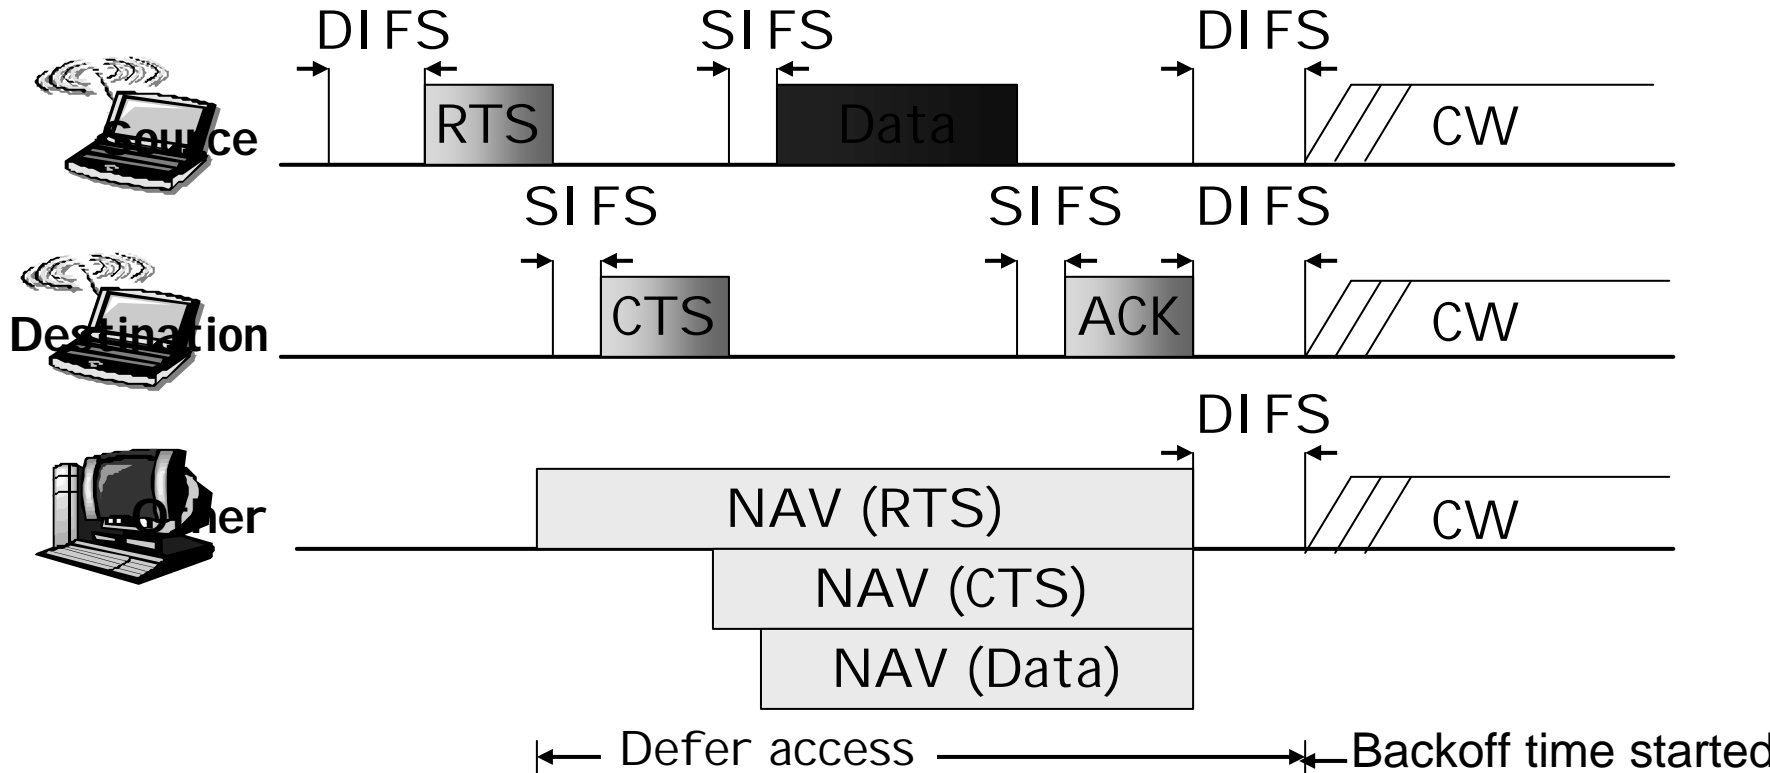 DIFS SIFS DIFS
Source RTS Data CW
SIFS SIFS DIFS
Destination CTS ACK CW
DIFS
Other NAV (RTS) CW
NAV (CTS)
NAV (Data)
Defer access Backoff time started